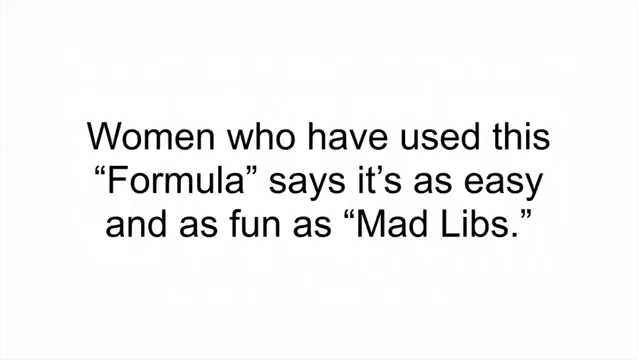 Women who have used this
“Formula” says it’s as easy
and as fun as “Mad Libs.”